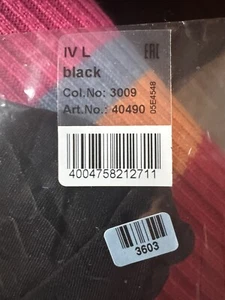 IV L
EAC
black
Col.No: 3009
Art.No.: 40490
05E4548
4004758212711
3603